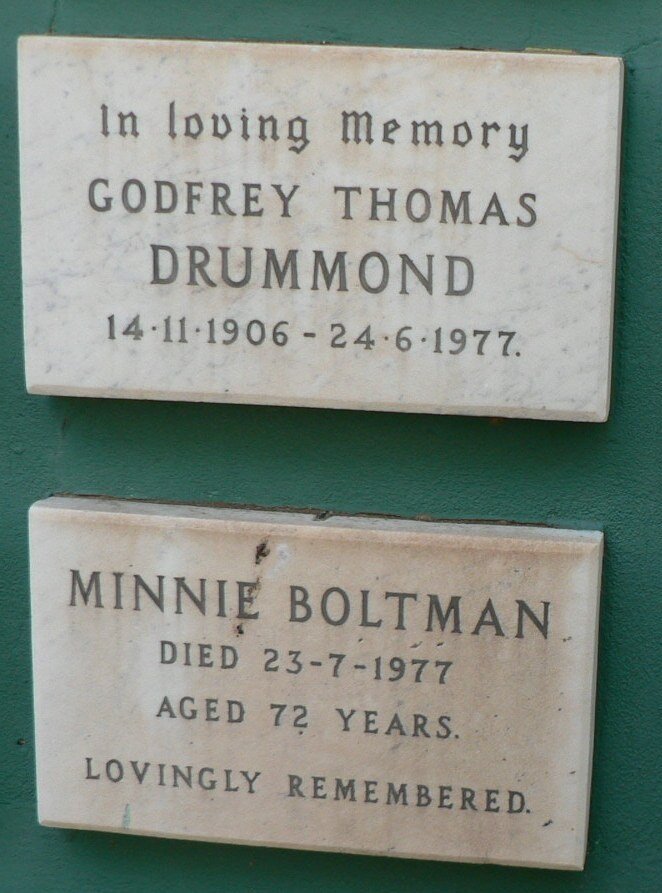 In loving Memory
GODFREY THOMAS
DRUMMOND
14·11·1906 - 24·6·1977.
MINNIE BOLTMAN
DIED 23-7-1977
AGED 72 YEARS.
LOVINGLY REMEMBERED.